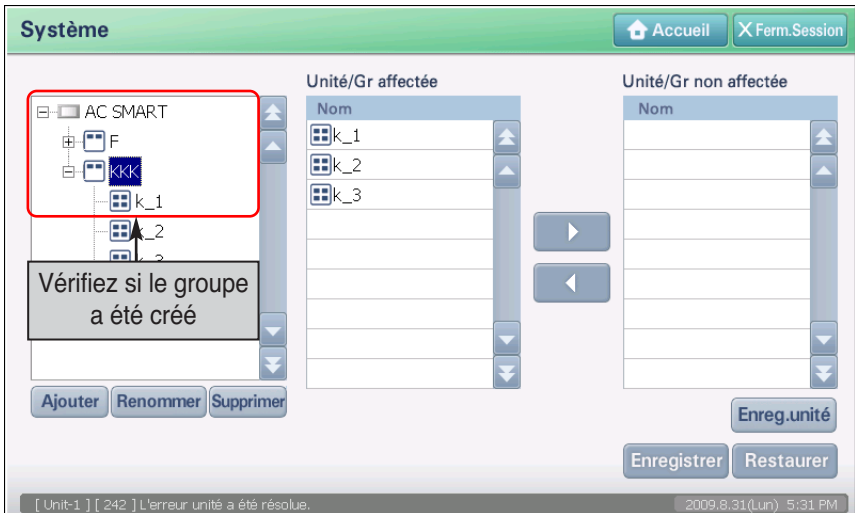 Système
Accueil
X Ferm.Session
AC SMART
F
KKK
k_1
k_2
Vérifiez si le groupe
a été créé
Ajouter
Renommer
Supprimer
Unité/Gr affectée
Nom
k_1
k_2
k_3
Unité/Gr non affectée
Nom
Enreg.unité
Enregistrer
Restaurer
[ Unit-1 ] [ 242 ] L'erreur unité a été résolue.
2009.8.31(Lun) 5:31 PM